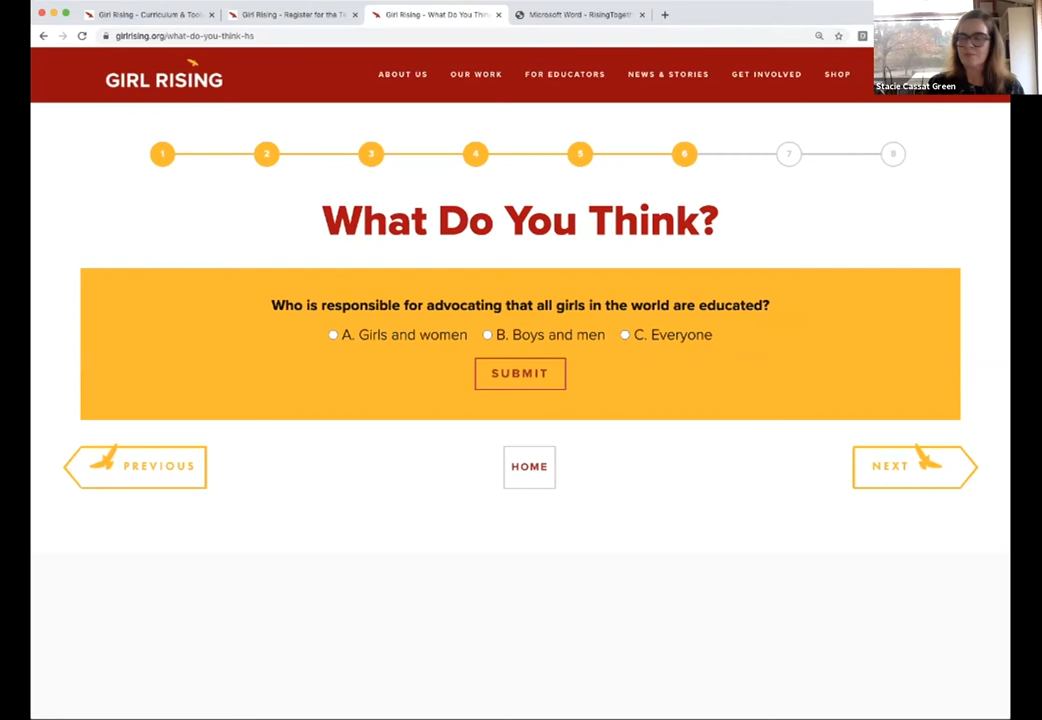 Girl Rising - Curriculum & Tool
Girl Rising - Register for the Te
Girl Rising - What Do You Thin
Microsoft Word - RisingTogeth
girlrising.org/what-do-you-think-hs
Stacie Cassat Green
GIRL RISING
ABOUT US
OUR WORK
FOR EDUCATORS
NEWS & STORIES
GET INVOLVED
SHOP
1 2 3 4 5 6 7 8
What Do You Think?
Who is responsible for advocating that all girls in the world are educated?
A. Girls and women B. Boys and men C. Everyone
SUBMIT
PREVIOUS
HOME
NEXT